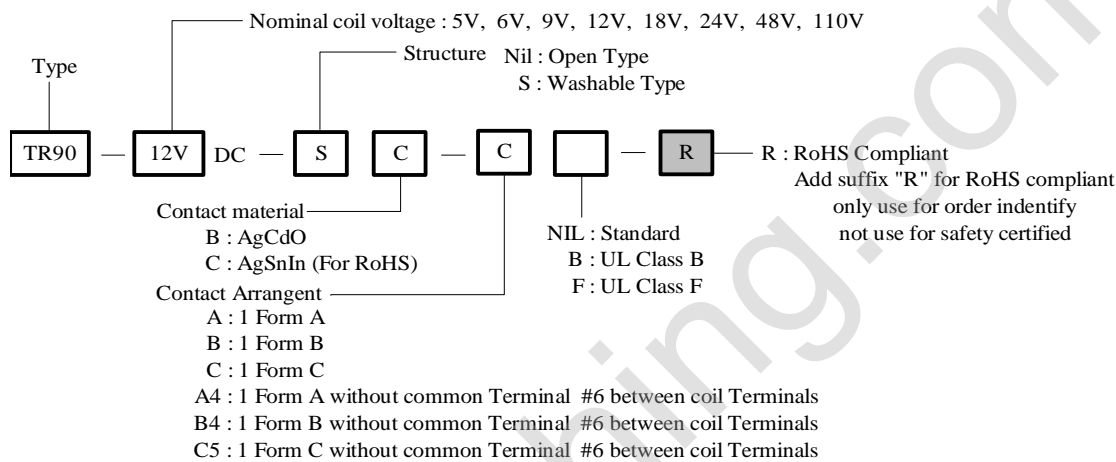 Nominal coil voltage : 5V, 6V, 9V, 12V, 18V, 24V, 48V, 110V
Structure Nil : Open Type
S : Washable Type
Type
TR90 — 12V DC — S C — C — R
R : RoHS Compliant
Add suffix "R" for RoHS compliant
only use for order indentify
not use for safety certified
Contact material
B : AgCdO
C : AgSnIn (For RoHS)
NIL : Standard
B : UL Class B
F : UL Class F
Contact Arrangent
A : 1 Form A
B : 1 Form B
C : 1 Form C
A4 : 1 Form A without common Terminal #6 between coil Terminals
B4 : 1 Form B without common Terminal #6 between coil Terminals
C5 : 1 Form C without common Terminal #6 between coil Terminals